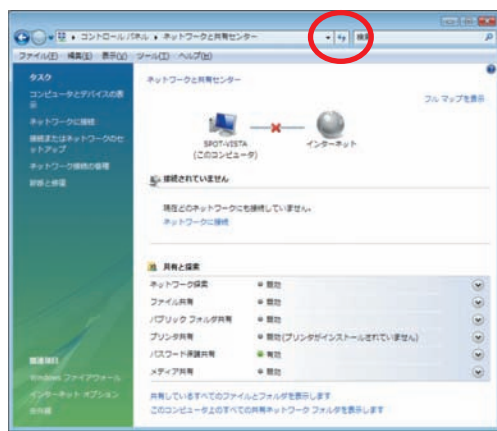 コントロール パネル ▸ ネットワークと共有センター
検索
ファイル(F) 編集(E) 表示(V) ツール(T) ヘルプ(H)
タスク
コンピュータとデバイスの表示
ネットワークに接続
接続またはネットワークのセットアップ
ネットワーク接続の管理
診断と修復
ネットワークと共有センター
フル マップを表示
SPOT-VISTA
(このコンピュータ)
インターネット
接続されていません
現在どのネットワークにも接続していません。
ネットワークに接続
共有と探索
ネットワーク探索 無効
ファイル共有 無効
パブリック フォルダ共有 無効
プリンタ共有 無効(プリンタがインストールされていません)
パスワード保護共有 有効
メディア共有 無効
共有しているすべてのファイルとフォルダを表示します
このコンピュータ上のすべての共有ネットワーク フォルダを表示します
関連項目
Windows ファイアウォール
インターネット オプション